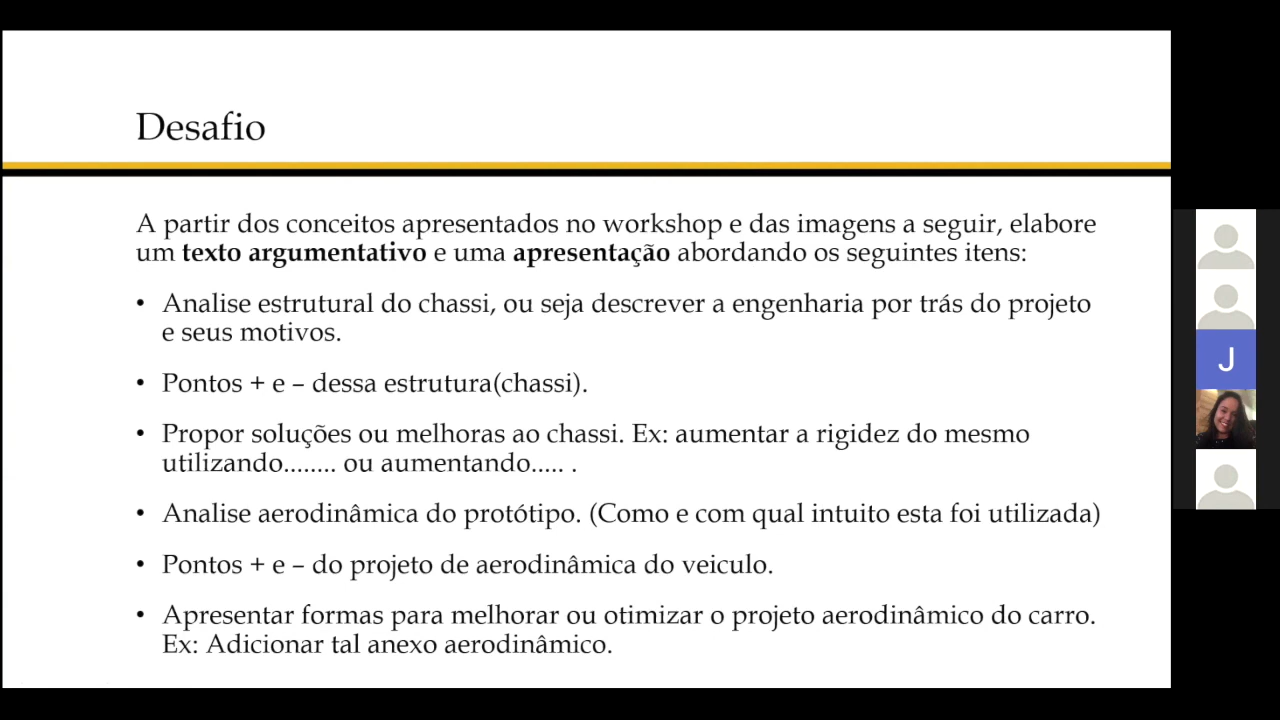 Desafio
A partir dos conceitos apresentados no workshop e das imagens a seguir, elabore
um texto argumentativo e uma apresentação abordando os seguintes itens:
• Analise estrutural do chassi, ou seja descrever a engenharia por trás do projeto
e seus motivos.
• Pontos + e – dessa estrutura(chassi).
• Propor soluções ou melhoras ao chassi. Ex: aumentar a rigidez do mesmo
utilizando........ ou aumentando..... .
• Analise aerodinâmica do protótipo. (Como e com qual intuito esta foi utilizada)
• Pontos + e – do projeto de aerodinâmica do veiculo.
• Apresentar formas para melhorar ou otimizar o projeto aerodinâmico do carro.
Ex: Adicionar tal anexo aerodinâmico.
J